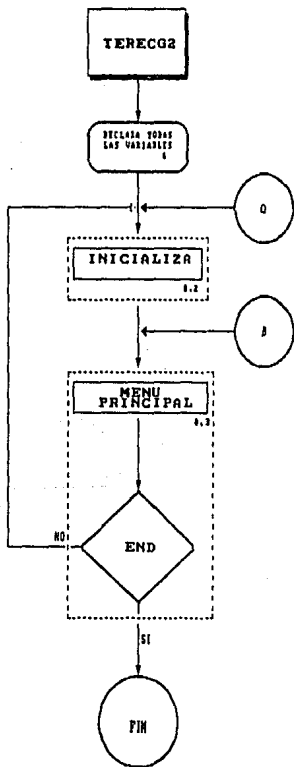 TERECG2
DECLARA TODAS
LAS VARIABLES
Q
INICIALIZA
MENU
PRINCIPAL
END
NO
SI
FIN